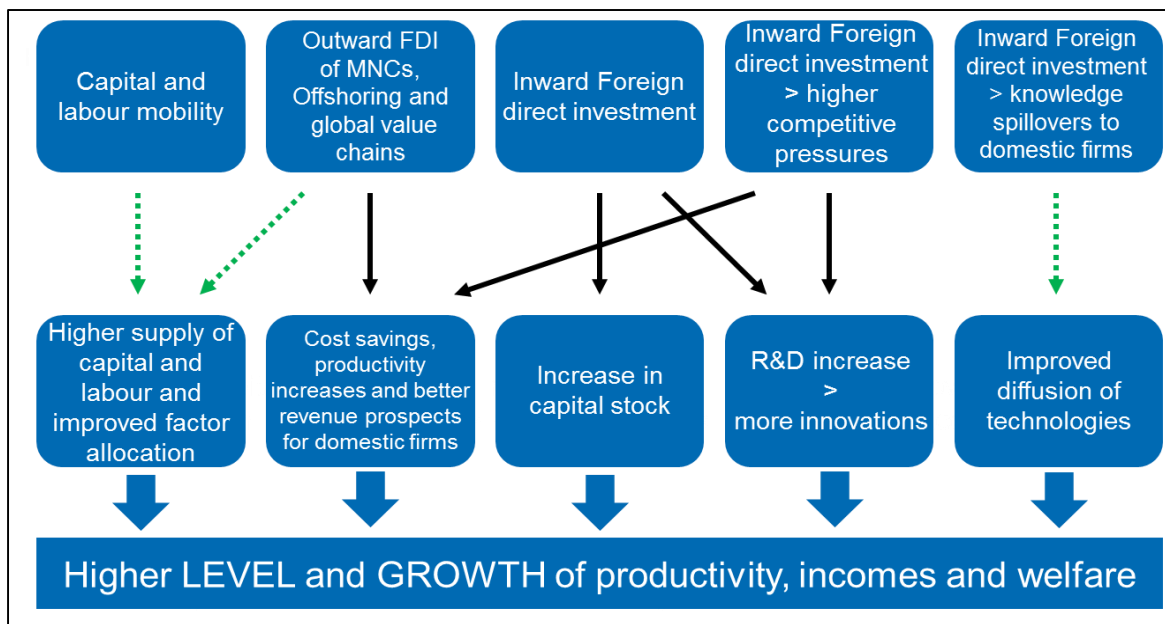 Capital and
labour mobility
Outward FDI
of MNCs,
Offshoring and
global value
chains
Inward Foreign
direct investment
Inward Foreign
direct investment
> higher
competitive
pressures
Inward Foreign
direct investment
> knowledge
spillovers to
domestic firms
Higher supply of
capital and
labour and
improved factor
allocation
Cost savings,
productivity
increases and better
revenue prospects
for domestic firms
Increase in
capital stock
R&D increase
>
more innovations
Improved
diffusion of
technologies
Higher LEVEL and GROWTH of productivity, incomes and welfare